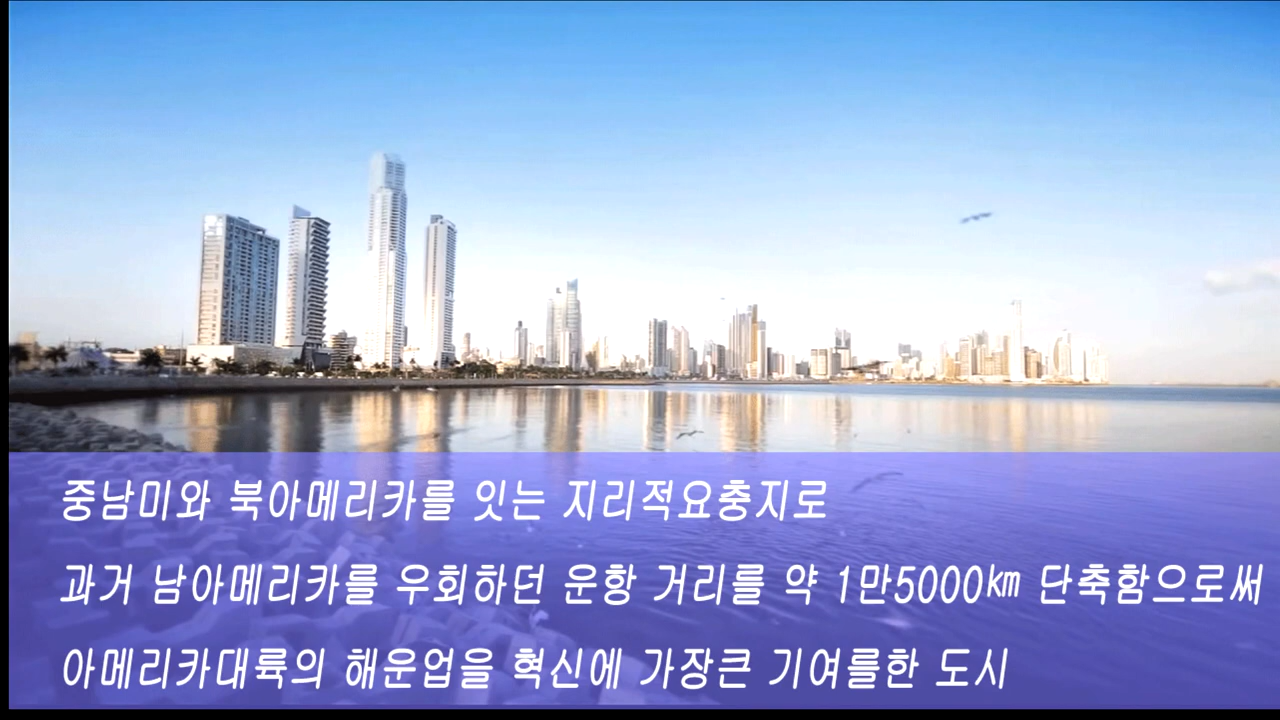 중남미와 북아메리카를 잇는 지리적요충지로
과거 남아메리카를 우회하던 운항 거리를 약 1만5000㎞ 단축함으로써
아메리카대륙의 해운업을 혁신에 가장큰 기여를한 도시